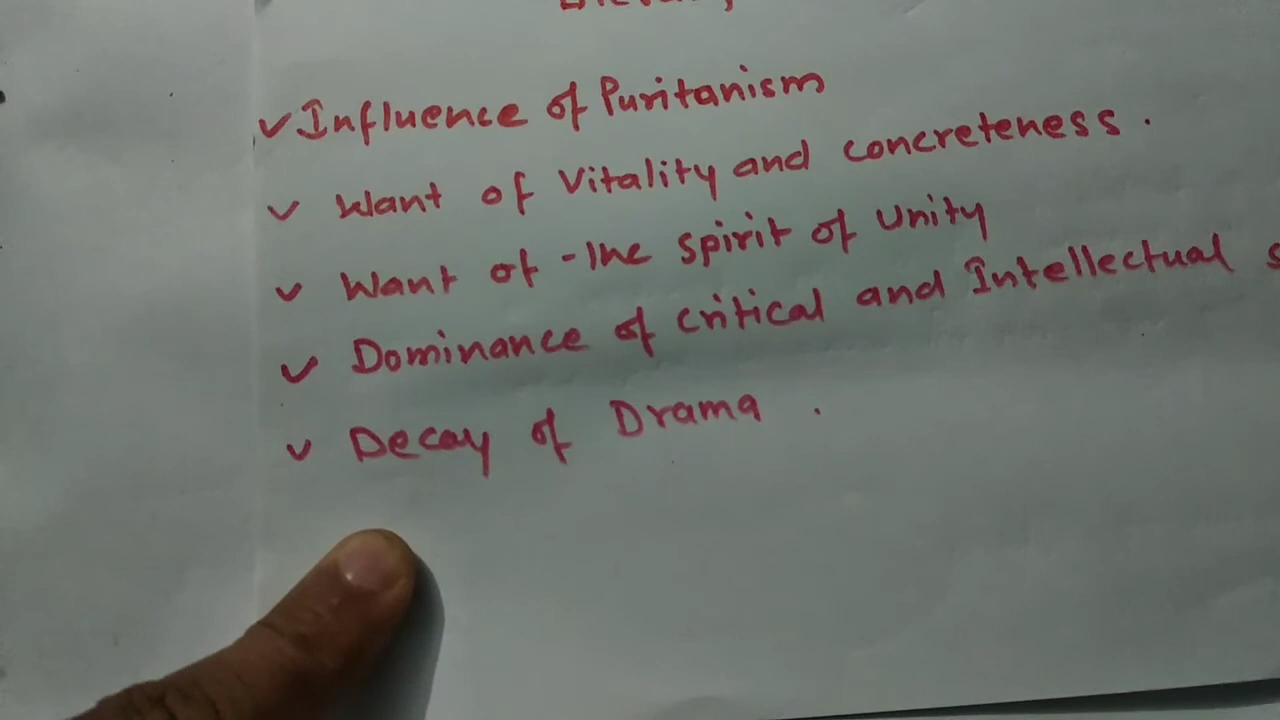 ✓ Influence of Puritanism
✓ Want of Vitality and concreteness.
✓ Want of the spirit of Unity
✓ Dominance of critical and Intellectual s
✓ Decay of Drama .